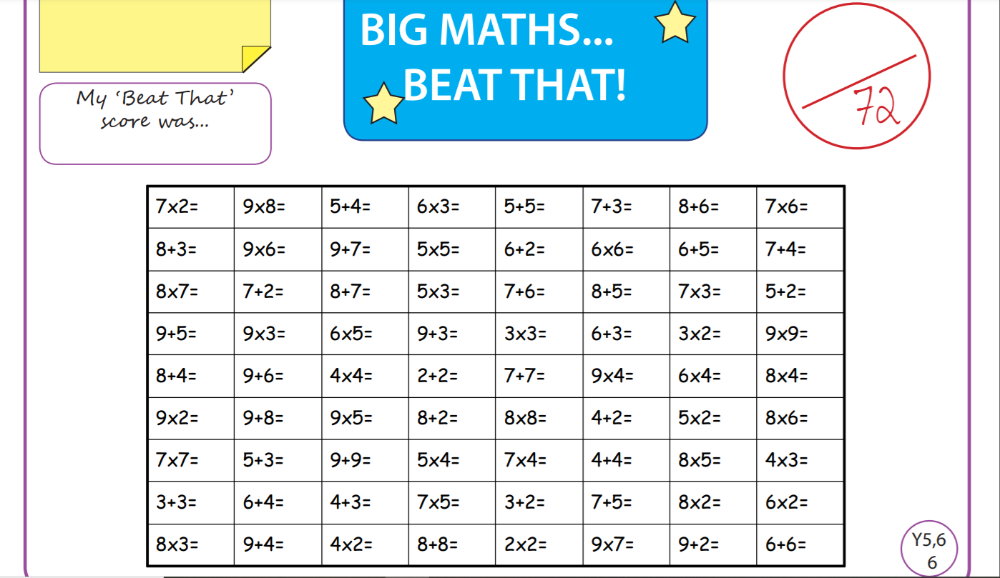 BIG MATHS...
BEAT THAT!
My ‘Beat That’
score was...
72
7x2= 9x8= 5+4= 6x3= 5+5= 7+3= 8+6= 7x6=
8+3= 9x6= 9+7= 5x5= 6+2= 6x6= 6+5= 7+4=
8x7= 7+2= 8+7= 5x3= 7+6= 8+5= 7x3= 5+2=
9+5= 9x3= 6x5= 9+3= 3x3= 6+3= 3x2= 9x9=
8+4= 9+6= 4x4= 2+2= 7+7= 9x4= 6x4= 8x4=
9x2= 9+8= 9x5= 8+2= 8x8= 4+2= 5x2= 8x6=
7x7= 5+3= 9+9= 5x4= 7x4= 4+4= 8x5= 4x3=
3+3= 6+4= 4+3= 7x5= 3+2= 7+5= 8x2= 6x2=
8x3= 9+4= 4x2= 8+8= 2x2= 9x7= 9+2= 6+6=
Y5,6
6